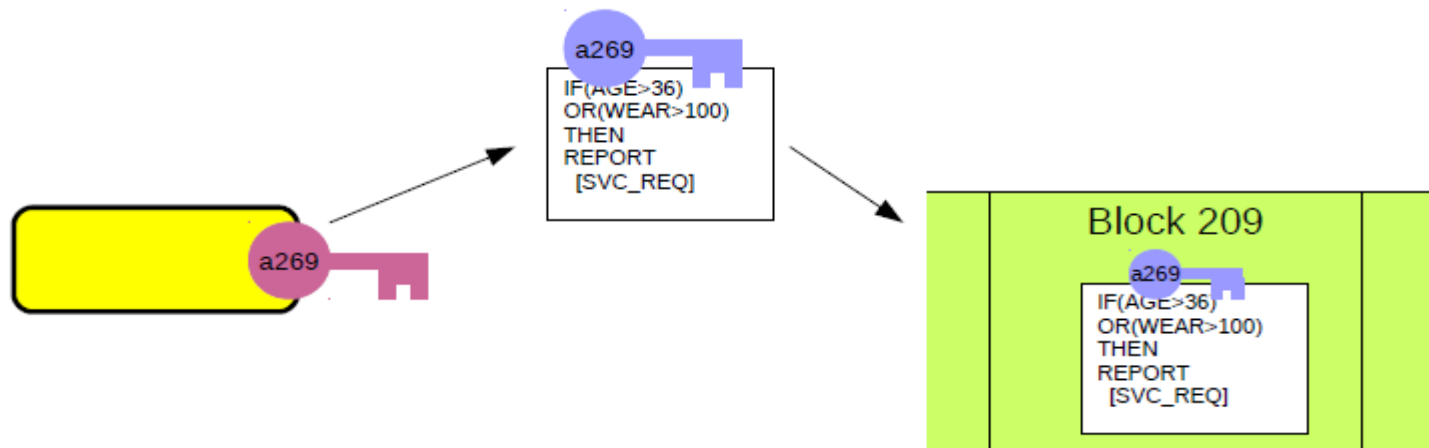 a269
a269
IF(AGE>36)
OR(WEAR>100)
THEN
REPORT
[SVC_REQ]
Block 209
a269
IF(AGE>36)
OR(WEAR>100)
THEN
REPORT
[SVC_REQ]